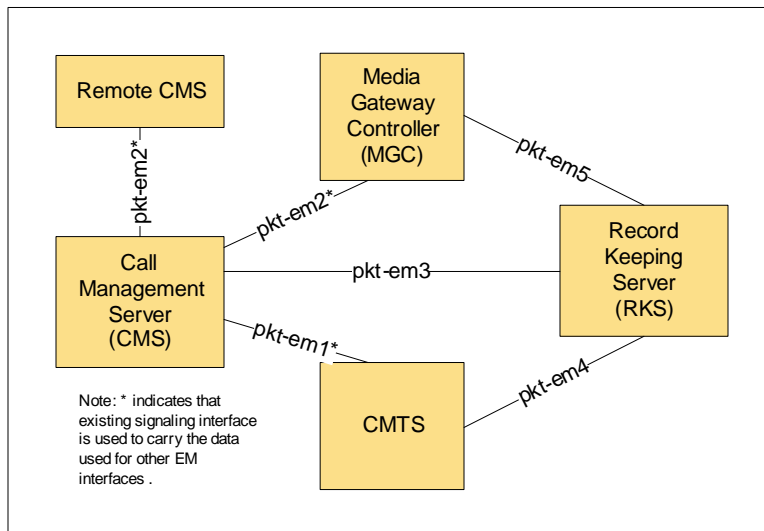 Remote CMS
Media
Gateway
Controller
(MGC)
pkt-em2*
pkt-em5
pkt-em2*
Call
Management
Server
(CMS)
pkt-em3
Record
Keeping
Server
(RKS)
pkt-em1*
CMTS
pkt-em4
Note: * indicates that
existing signaling interface
is used to carry the data
used for other EM
interfaces .